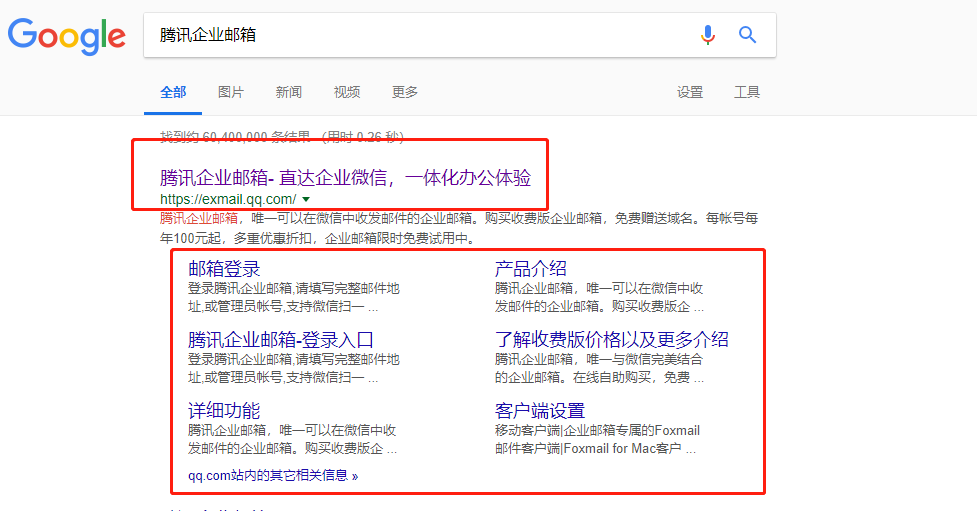 Google
腾讯企业邮箱
全部 图片 新闻 视频 更多 设置 工具
找到约 60,400,000 条结果 （用时 0.26 秒）
腾讯企业邮箱- 直达企业微信，一体化办公体验
https://exmail.qq.com/
腾讯企业邮箱，唯一可以在微信中收发邮件的企业邮箱。购买收费版企业邮箱，免费赠送域名。每帐号每
年100元起，多重优惠折扣，企业邮箱限时免费试用中。
邮箱登录
登录腾讯企业邮箱,请填写完整邮件地
址,或管理员帐号,支持微信扫一 ...
产品介绍
腾讯企业邮箱，唯一可以在微信中收
发邮件的企业邮箱。购买收费版企 ...
腾讯企业邮箱-登录入口
登录腾讯企业邮箱,请填写完整邮件地
址,或管理员帐号,支持微信扫一 ...
了解收费版价格以及更多介绍
腾讯企业邮箱，唯一与微信完美结合
的企业邮箱。在线自助购买，免费 ...
详细功能
腾讯企业邮箱，唯一可以在微信中收
发邮件的企业邮箱。购买收费版企 ...
客户端设置
移动客户端|企业邮箱专属的Foxmail
邮件客户端|Foxmail for Mac客户 ...
qq.com站内的其它相关信息 »